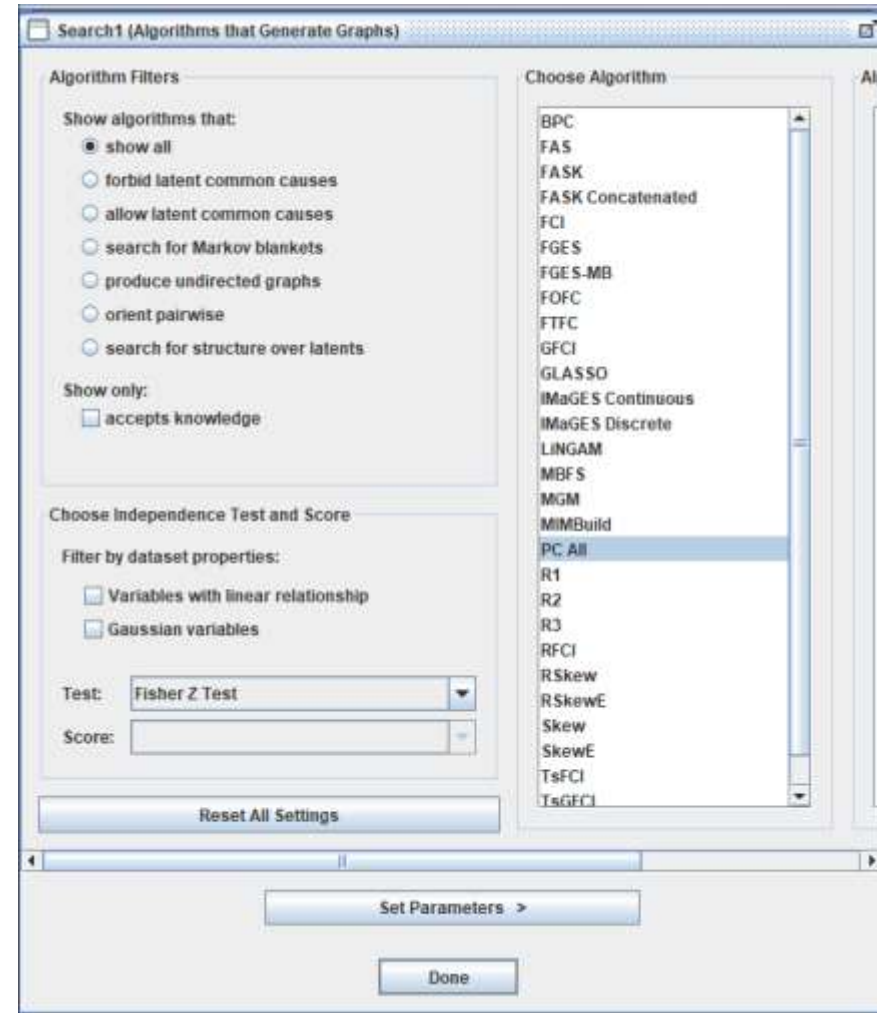 Search1 (Algorithms that Generate Graphs)
Algorithm Filters
Show algorithms that:
show all
forbid latent common causes
allow latent common causes
search for Markov blankets
produce undirected graphs
orient pairwise
search for structure over latents
Show only:
accepts knowledge
Choose Independence Test and Score
Filter by dataset properties:
Variables with linear relationship
Gaussian variables
Test: Fisher Z Test
Score:
Reset All Settings
Choose Algorithm
BPC
FAS
FASK
FASK Concatenated
FCI
FGES
FGES-MB
FOFC
FTFC
GFCI
GLASSO
IMaGES Continuous
IMaGES Discrete
LiNGAM
MBFS
MGM
MIMBuild
PC All
R1
R2
R3
RFCI
RSkew
RSkewE
Skew
SkewE
TsFCI
TsGFCI
Al
Set Parameters >
Done